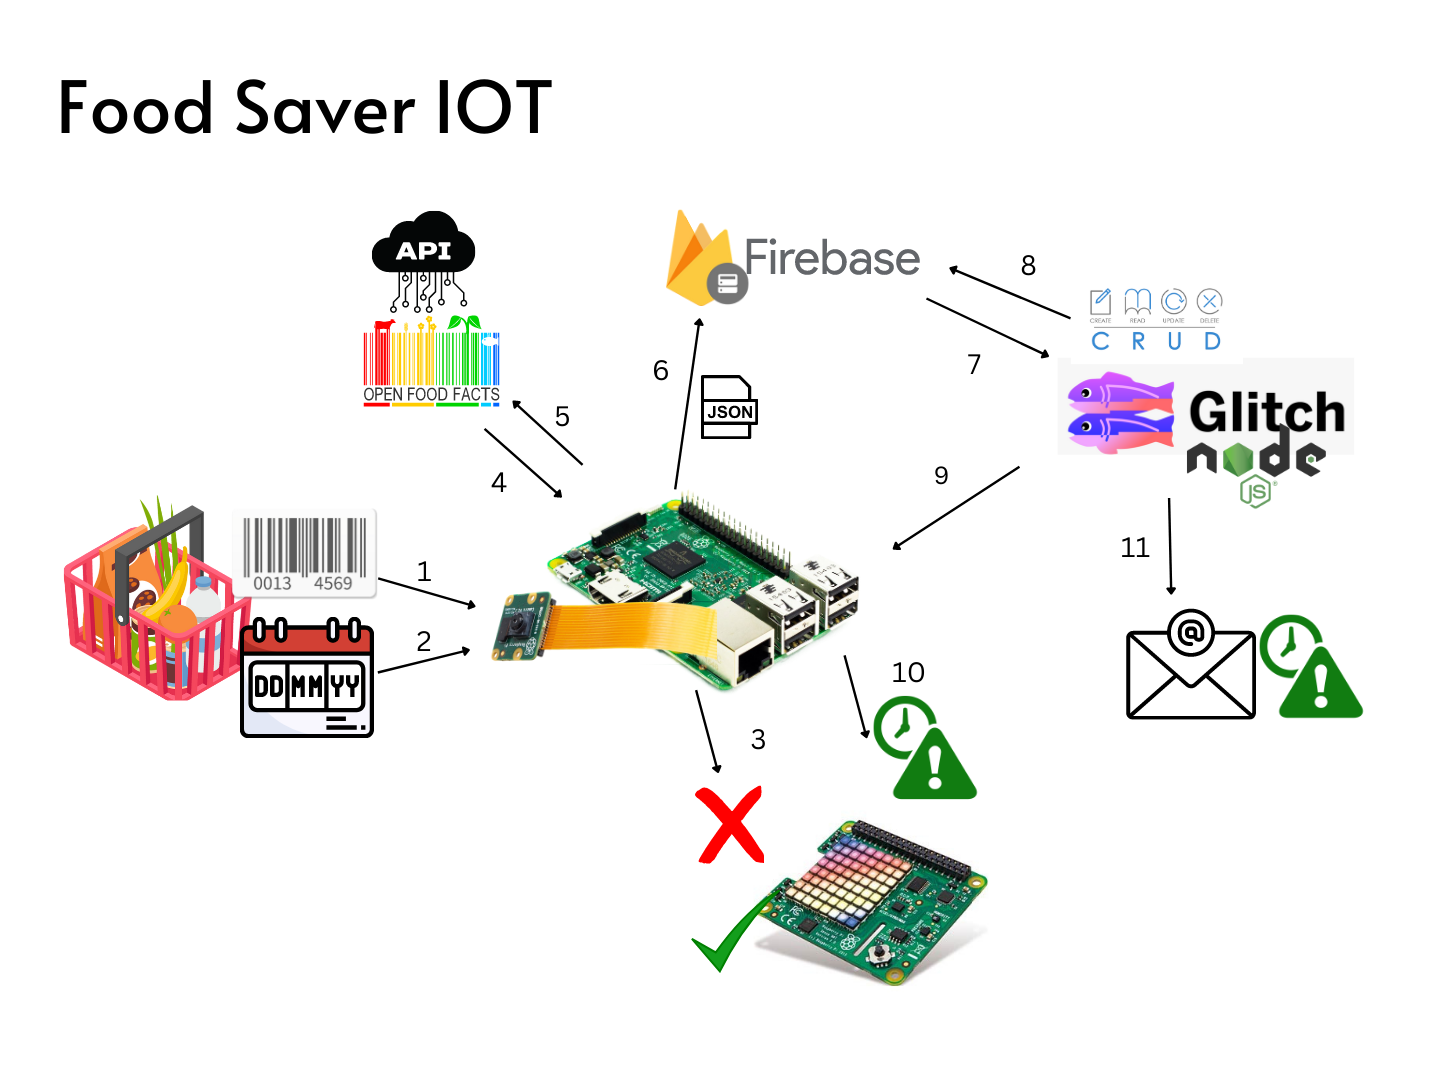 Food Saver IOT
API
OPEN FOOD FACTS
Firebase
8
CREATE READ UPDATE DELETE
C R U D
7
6
JSON
5
4
Glitch
node
JS
9
0013 4569
1
2
DD MM YY
11
@
10
3